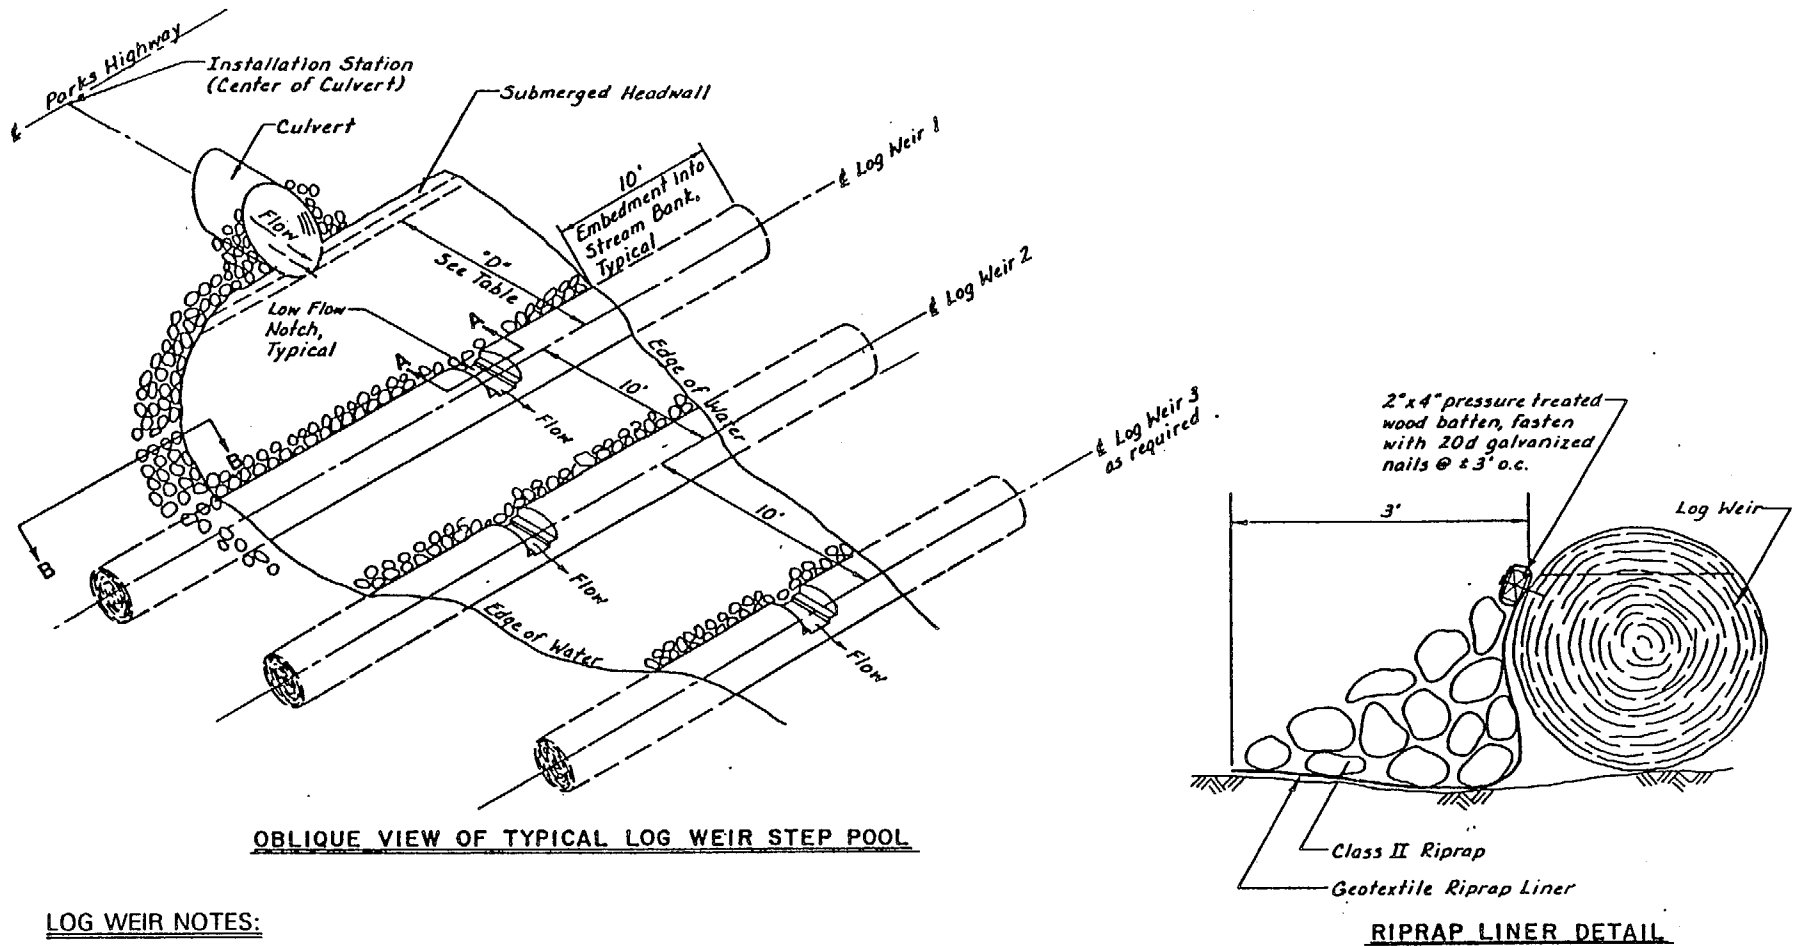 Parks Highway
℄
Installation Station
(Center of Culvert)
Culvert
Submerged Headwall
Flow
10'
Embedment into
Stream Bank,
Typical
℄ Log Weir 1
"D"
See Table
℄ Log Weir 2
Low Flow
Notch,
Typical
A
A
Edge of Water
10'
Flow
℄ Log Weir 3
as required
B
B
10'
Flow
Edge of Water
Flow
OBLIQUE VIEW OF TYPICAL LOG WEIR STEP POOL
2"x4" pressure treated
wood batten, fasten
with 20d galvanized
nails @ ± 3' o.c.
3'
Log Weir
Class II Riprap
Geotextile Riprap Liner
RIPRAP LINER DETAIL
LOG WEIR NOTES: